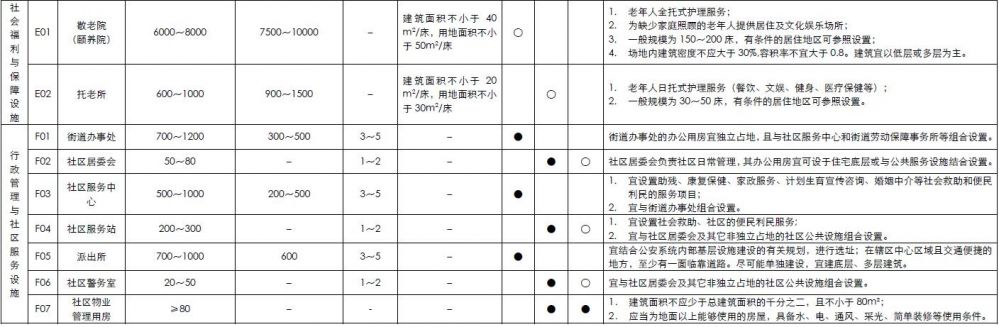 社会福利与保障设施
E01 散老院（颐养院） 6000～8000 7500～10000 – 建筑面积不小于 40 m²/床，用地面积不小于 50m²/床 ○
1. 老年人全托式护理服务；
2. 为缺少家庭照顾的老年人提供居住及文化娱乐场所；
3. 一般规模为 150～200 床，有条件的居住地区可参照设置；
4. 场地内建筑密度不应大于 30%,容积率不宜大于 0.8。建筑宜以低层或多层为主。
E02 托老所 600～1000 900～1500 – 建筑面积不小于 20 m²/床，用地面积不小于 30m²/床 ○
1. 老年人日托式护理服务（餐饮、文娱、健身、医疗保健等）；
2. 一般规模为 30～50 床，有条件的居住地区可参照设置。
行政管理与社区服务设施
F01 街道办事处 700～1200 300～500 3～5 – ●
街道办事处的办公用房宜独立占地，且与社区服务中心和街道劳动保障事务所等组合设置。
F02 社区居委会 50～80 – 1～2 – ● ○
社区居委会负责社区日常管理，其办公用房宜可设于住宅底层或与公共服务设施结合设置。
F03 社区服务中心 500～1000 200～500 3～5 – ●
1. 宜设置助残、康复保健、家政服务、计划生育宣传咨询、婚姻中介等社会救助和便民利民的服务项目；
2. 宜与街道办事处组合设置。
F04 社区服务站 200～300 – 1～2 – ● ○
1. 宜设置社会救助、社区的便民利民服务；
2. 宜与社区居委会及其它非独立占地的社区公共设施组合设置。
F05 派出所 700～1000 600 3～5 – ●
宜结合公安系统内部基层设施建设的有关规划，进行选址；在辖区中心区域且交通便捷的地方，至少有一面临靠道路。尽可能单独建设，宜建底层、多层建筑。
F06 社区警务室 20～50 – 1～2 – ● ○
宜与社区居委会及其它非独立占地的社区公共设施组合设置。
F07 社区物业管理用房 ≥80 – - – ● ●
1. 建筑面积不应少于总建筑面积的千分之二，且不小于 80m²；
2. 应当为地面以上能够使用的房屋，具备水、电、通风、采光、简单装修等使用条件。